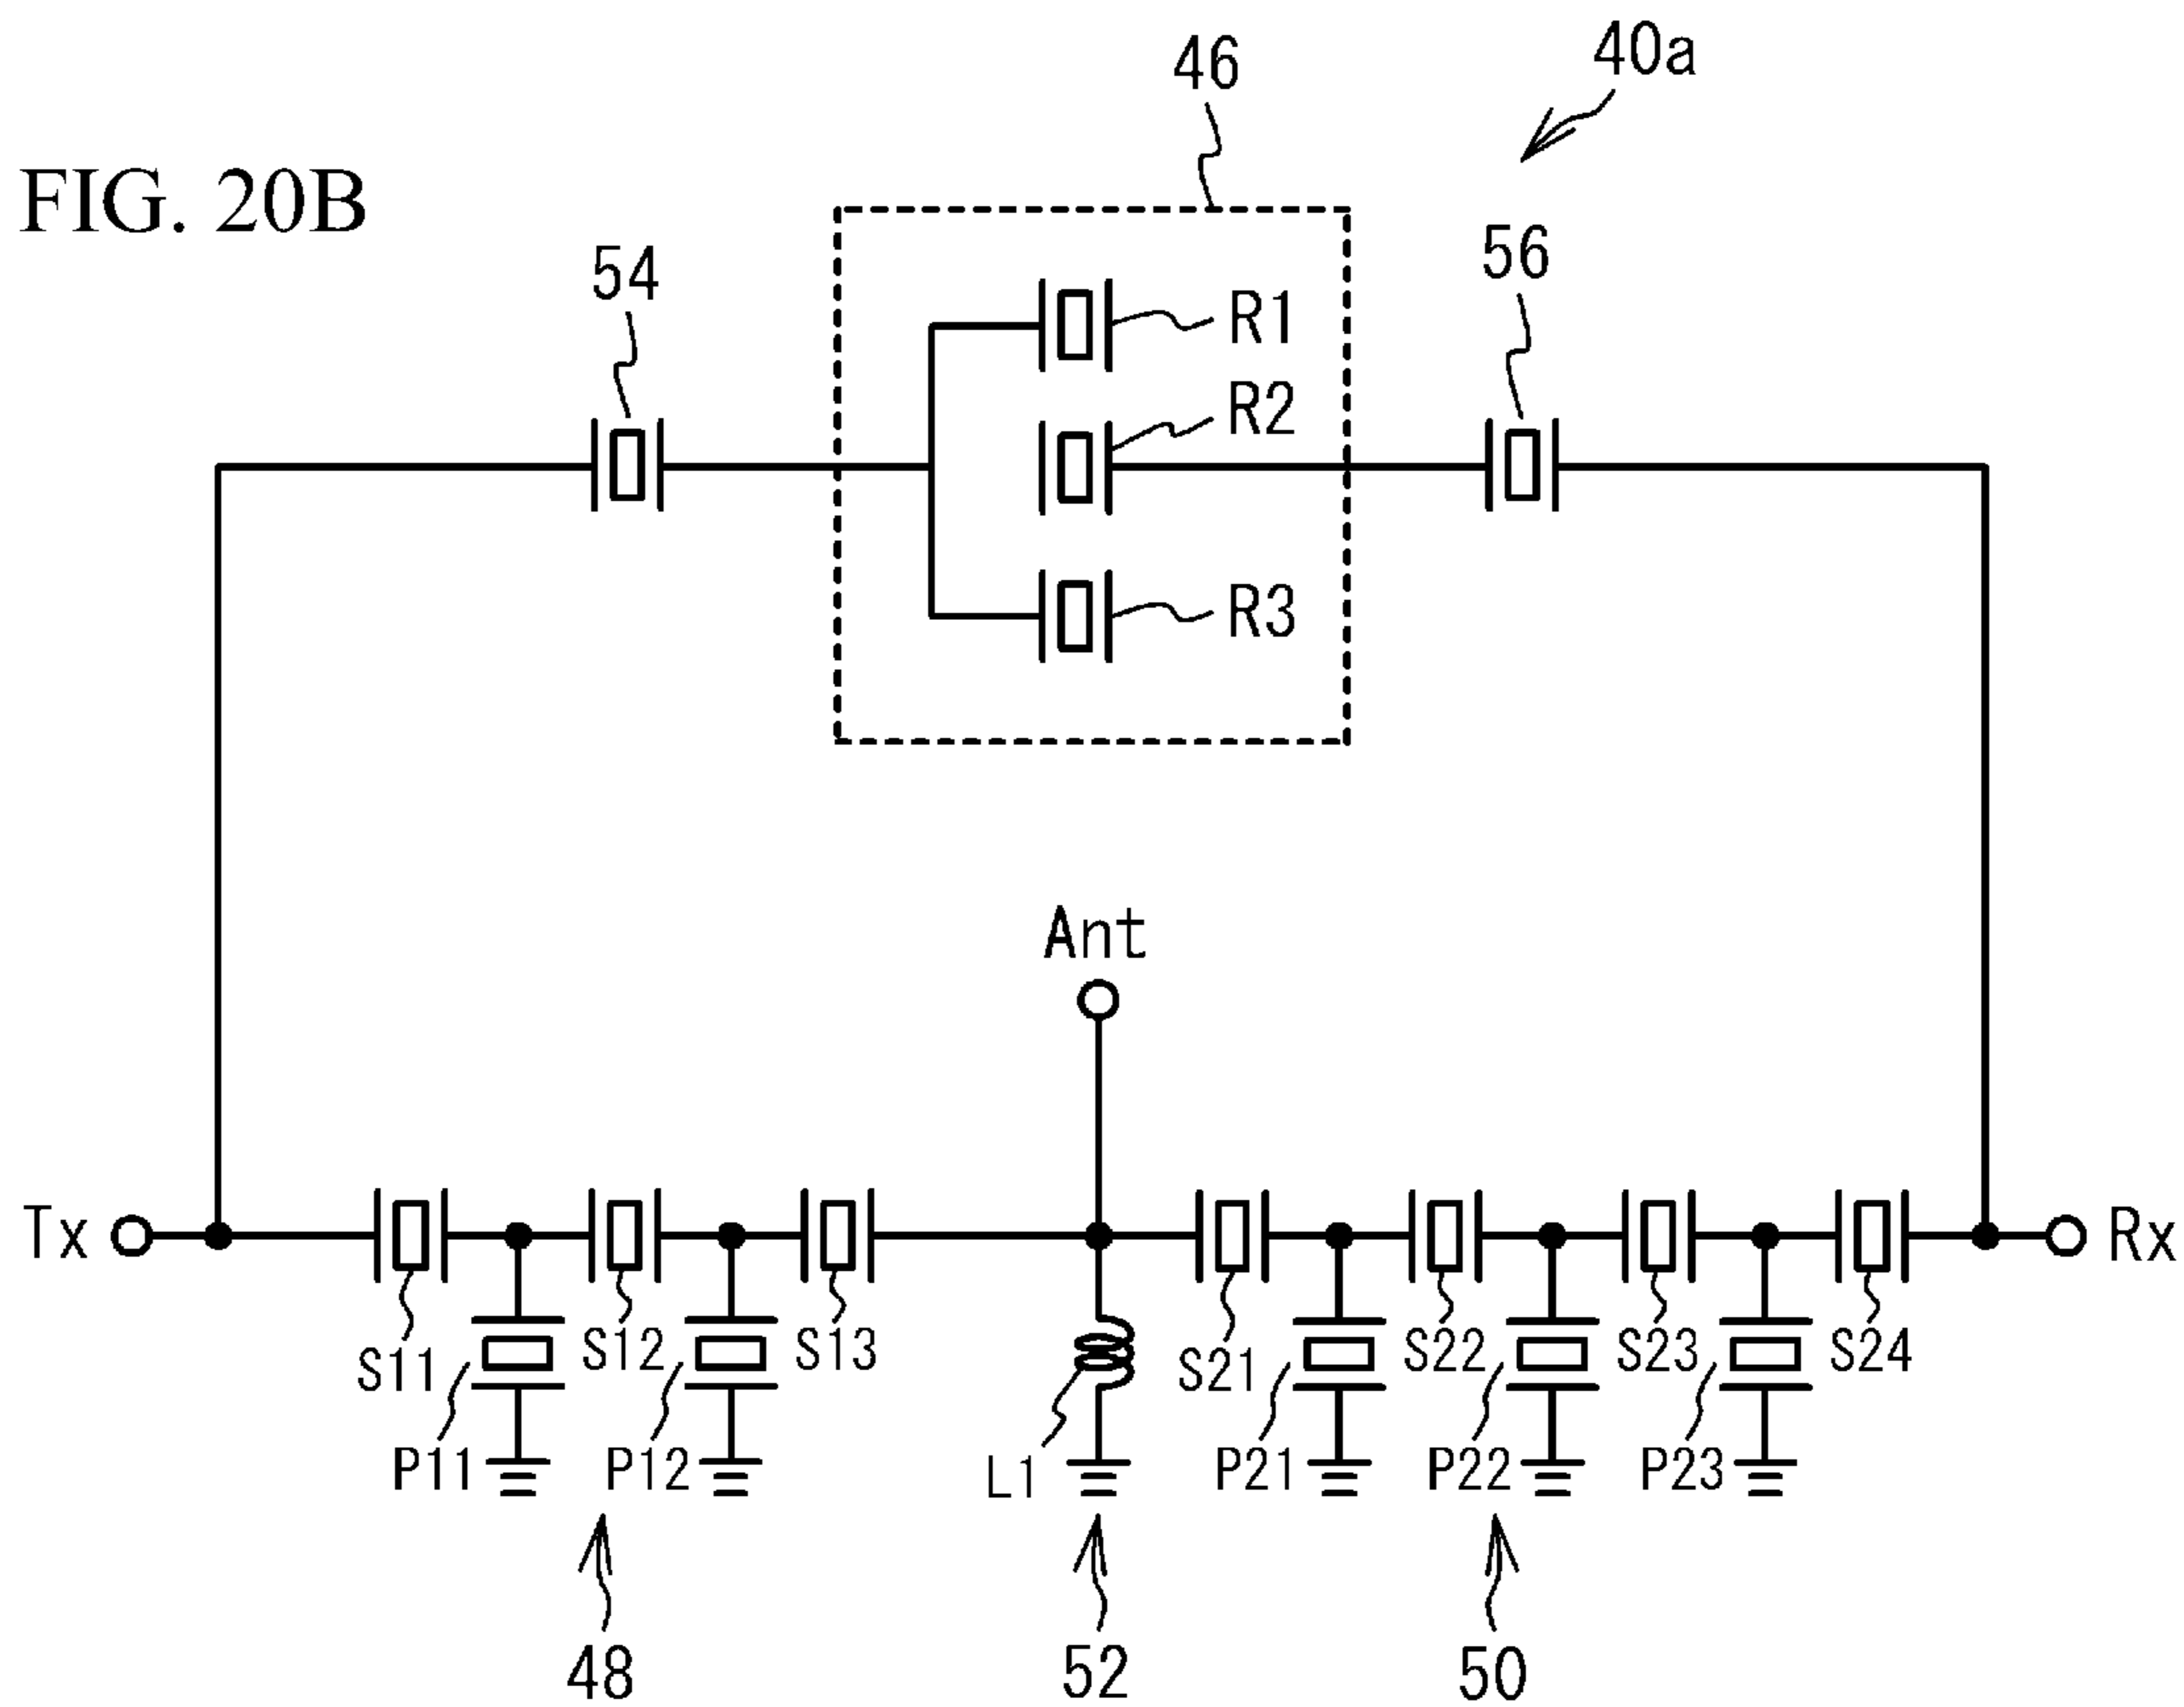 40a
46
FIG. 20B
54
56
R1
R2
R3
Ant
Tx
Rx
S11
S12
S13
S21
S22
S23
S24
P11
P12
L1
P21
P22
P23
48
52
50